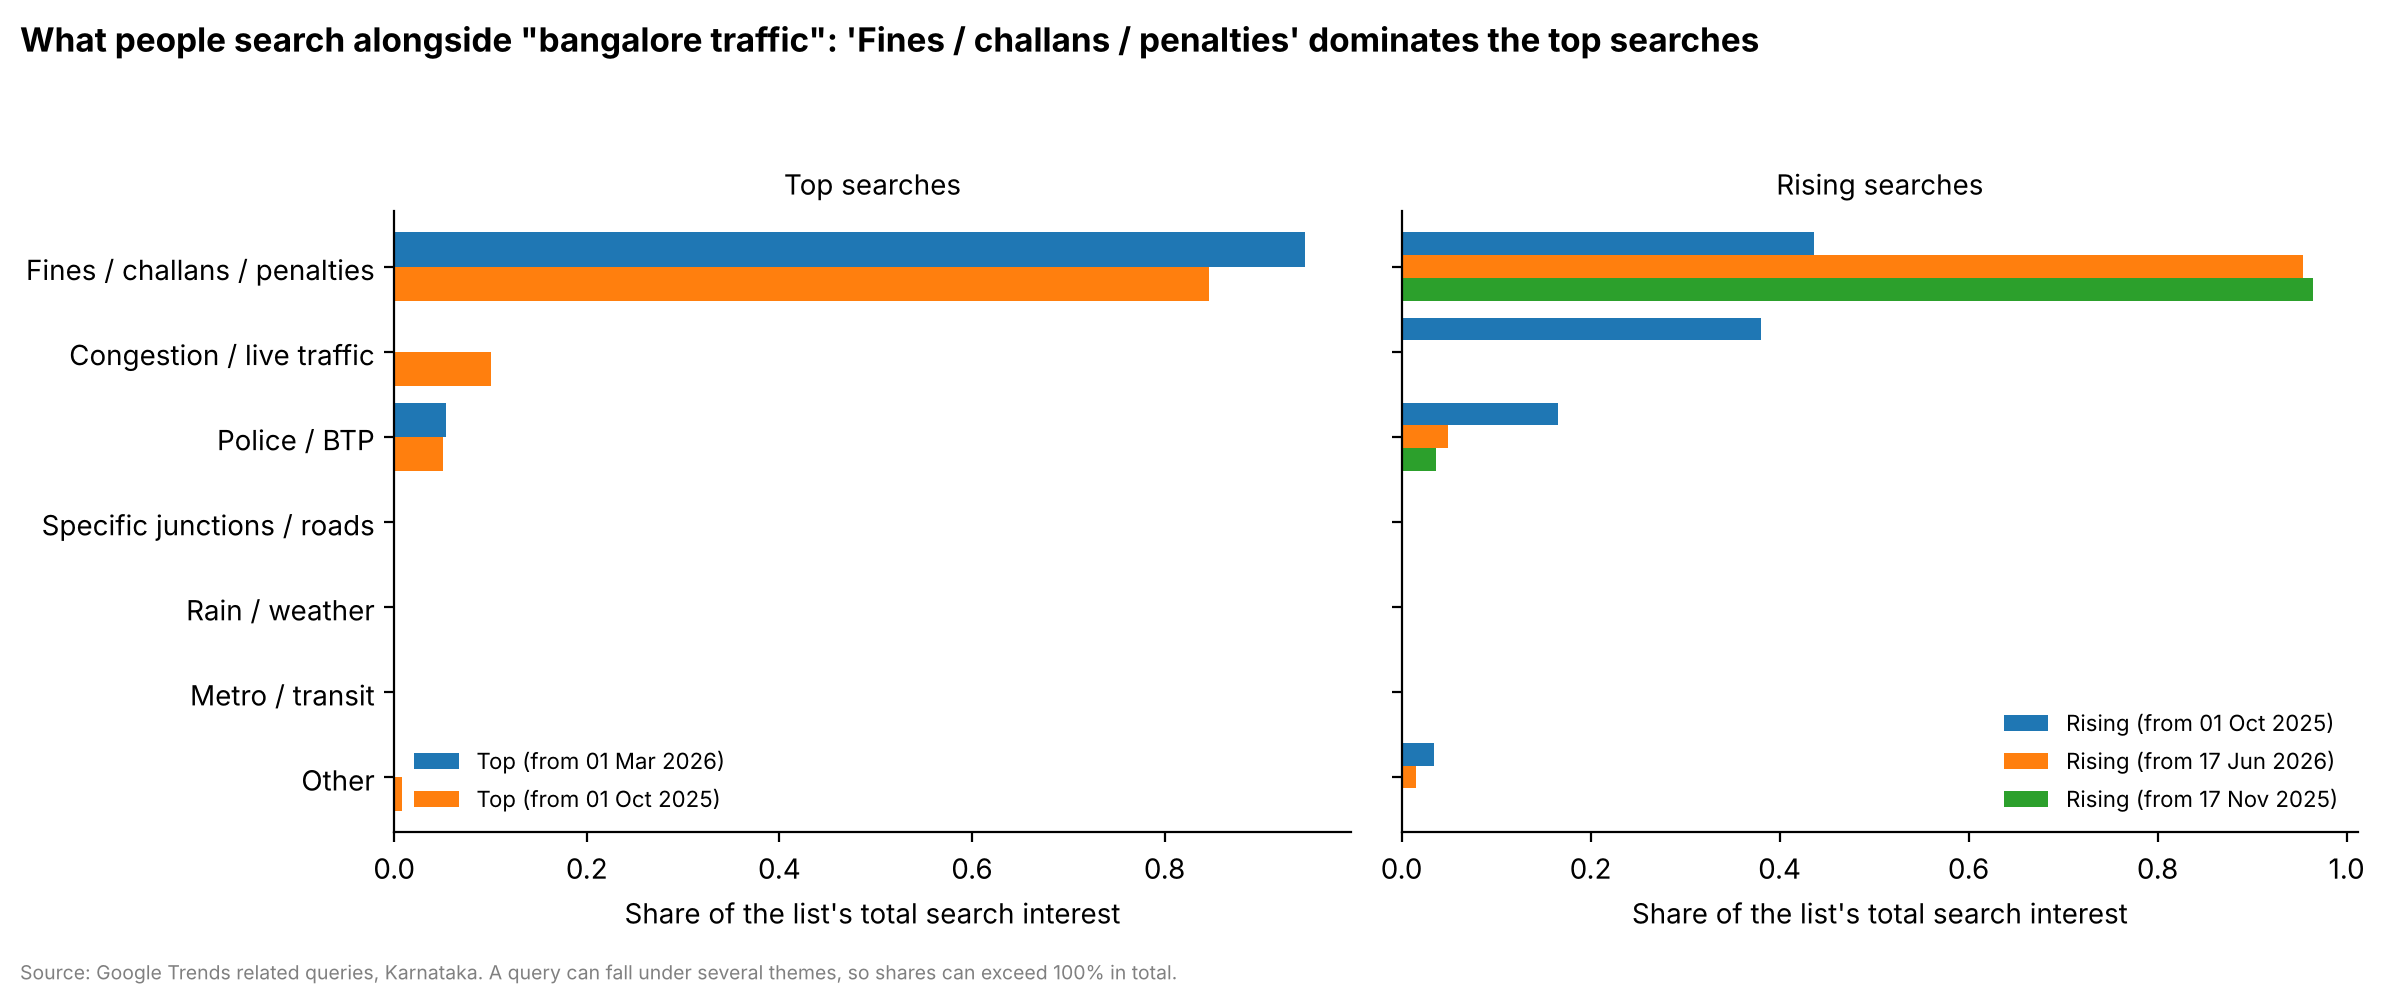 What people search alongside "bangalore traffic": 'Fines / challans / penalties' dominates the top searches
Top searches
Fines / challans / penalties
Congestion / live traffic
Police / BTP
Specific junctions / roads
Rain / weather
Metro / transit
Other
Top (from 01 Mar 2026)
Top (from 01 Oct 2025)
0.0 0.2 0.4 0.6 0.8
Share of the list's total search interest
Rising searches
Rising (from 01 Oct 2025)
Rising (from 17 Jun 2026)
Rising (from 17 Nov 2025)
0.0 0.2 0.4 0.6 0.8 1.0
Share of the list's total search interest
Source: Google Trends related queries, Karnataka. A query can fall under several themes, so shares can exceed 100% in total.